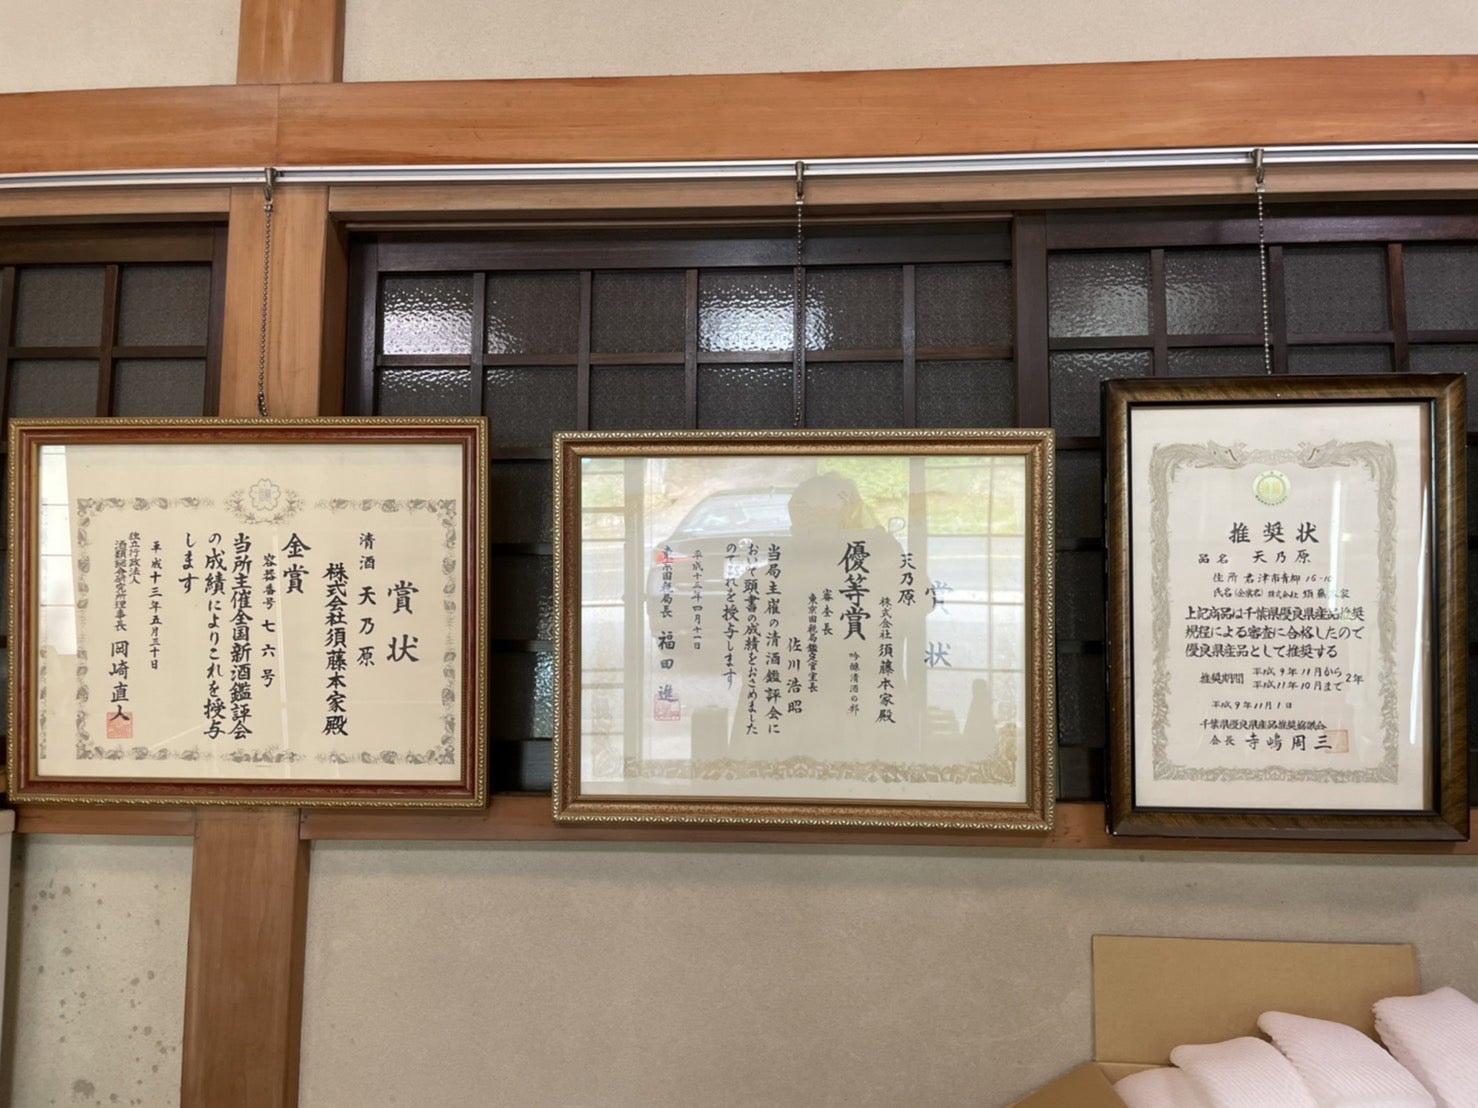 賞状
清酒 天乃原
株式会社須藤本家殿
金賞
容器番号七六号
当所主催全国新酒鑑評会
の成績によりこれを授与
します
平成十三年五月三十日
独立行政法人
酒類総合研究所理事長 岡崎直人
賞状
天乃原
株式会社須藤本家殿
優等賞 吟醸清酒の部
審査長
東京国税局鑑定官室長
佐川浩昭
当局主催の清酒鑑評会に
おいて頭書の成績をおさめました
のでこれを授与します
平成十三年四月十一日
東京国税局長 福田進
推奨状
品名 天乃原
住所 君津市青柳16-10
氏名(企業名) 株式会社 須藤本家
上記商品は千葉県優良県産品推奨
規程による審査に合格したので
優良県産品として推奨する
推奨期間 平成9年11月から
平成11年10月まで 2年
平成9年11月1日
千葉県優良県産品推奨協議会
会長 寺嶋周三